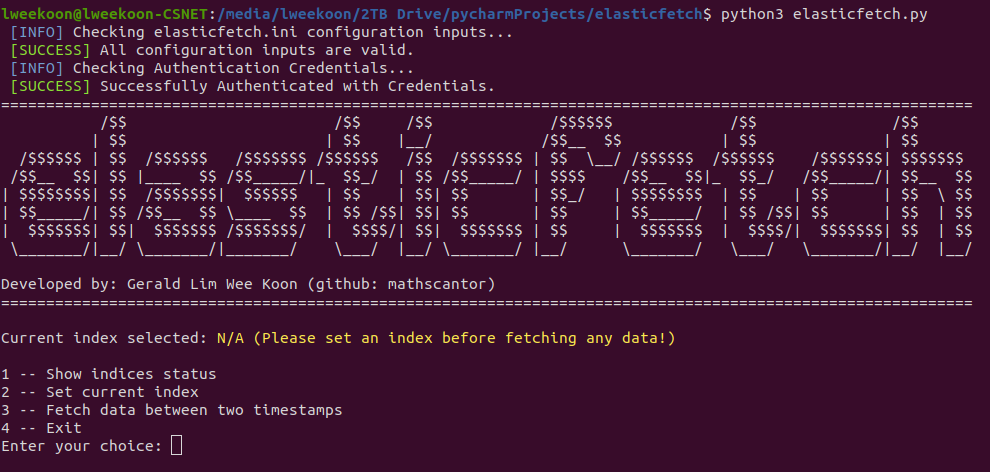 lweekoon@lweekoon-CSNET:/media/lweekoon/2TB Drive/pycharmProjects/elasticfetch$ python3 elasticfetch.py
[INFO] Checking elasticfetch.ini configuration inputs...
[SUCCESS] All configuration inputs are valid.
[INFO] Checking Authentication Credentials...
[SUCCESS] Successfully Authenticated with Credentials.
elasticFetch
Developed by: Gerald Lim Wee Koon (github: mathscantor)
Current index selected: N/A (Please set an index before fetching any data!)
1 -- Show indices status
2 -- Set current index
3 -- Fetch data between two timestamps
4 -- Exit
Enter your choice: